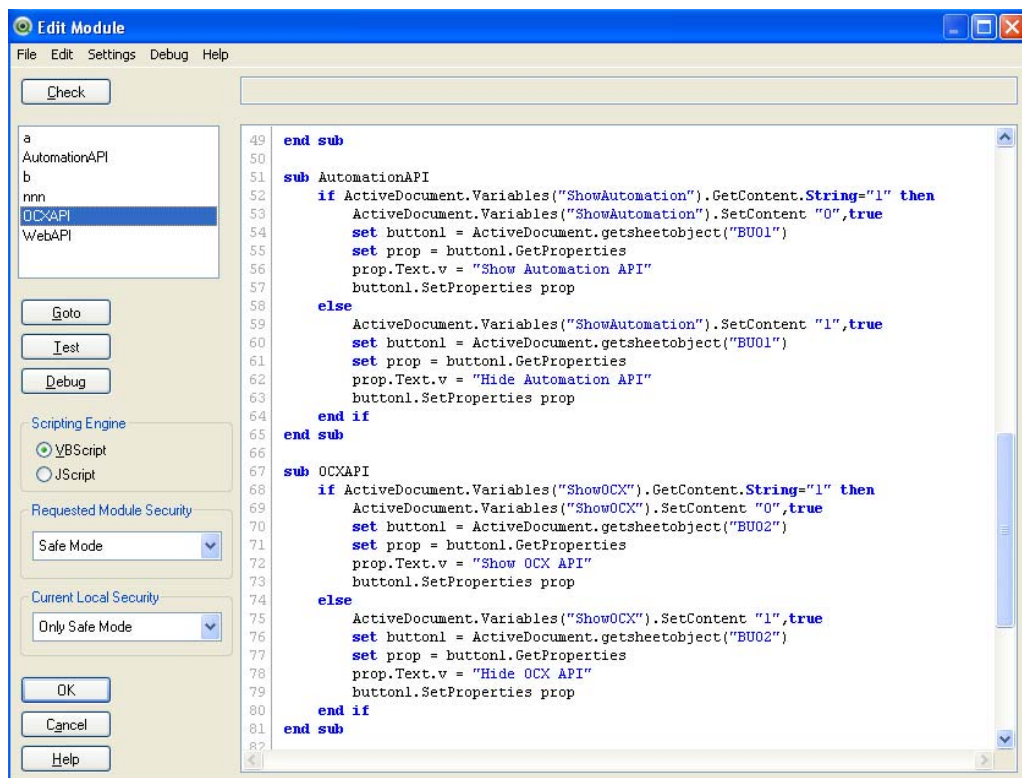 Edit Module
File Edit Settings Debug Help
Check
a
AutomationAPI
b
nnn
OCXAPI
WebAPI
Goto
Test
Debug
Scripting Engine
VBScript
JScript
Requested Module Security
Safe Mode
Current Local Security
Only Safe Mode
OK
Cancel
Help
49 end sub
50
51 sub AutomationAPI
52 if ActiveDocument.Variables("ShowAutomation").GetContent.String="1" then
53 ActiveDocument.Variables("ShowAutomation").SetContent "0",true
54 set button1 = ActiveDocument.getsheetobject("BU01")
55 set prop = button1.GetProperties
56 prop.Text.v = "Show Automation API"
57 button1.SetProperties prop
58 else
59 ActiveDocument.Variables("ShowAutomation").SetContent "1",true
60 set button1 = ActiveDocument.getsheetobject("BU01")
61 set prop = button1.GetProperties
62 prop.Text.v = "Hide Automation API"
63 button1.SetProperties prop
64 end if
65 end sub
66
67 sub OCXAPI
68 if ActiveDocument.Variables("ShowOCX").GetContent.String="1" then
69 ActiveDocument.Variables("ShowOCX").SetContent "0",true
70 set button1 = ActiveDocument.getsheetobject("BU02")
71 set prop = button1.GetProperties
72 prop.Text.v = "Show OCX API"
73 button1.SetProperties prop
74 else
75 ActiveDocument.Variables("ShowOCX").SetContent "1",true
76 set button1 = ActiveDocument.getsheetobject("BU02")
77 set prop = button1.GetProperties
78 prop.Text.v = "Hide OCX API"
79 button1.SetProperties prop
80 end if
81 end sub
82